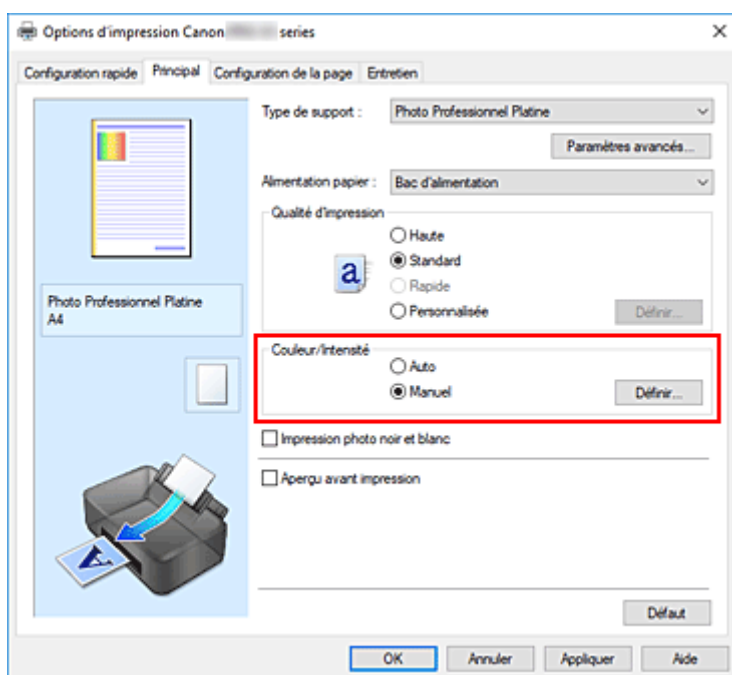 Options d'impression Canon series
Configuration rapide Principal Configuration de la page Entretien
Type de support : Photo Professionnel Platine
Paramètres avancés...
Alimentation papier : Bac d'alimentation
Qualité d'impression
Haute
Standard
a
Rapide
Personnalisée Définir...
Photo Professionnel Platine
A4
Couleur/Intensité
Auto
Manuel Définir...
Impression photo noir et blanc
Aperçu avant impression
A
Défaut
OK Annuler Appliquer Aide